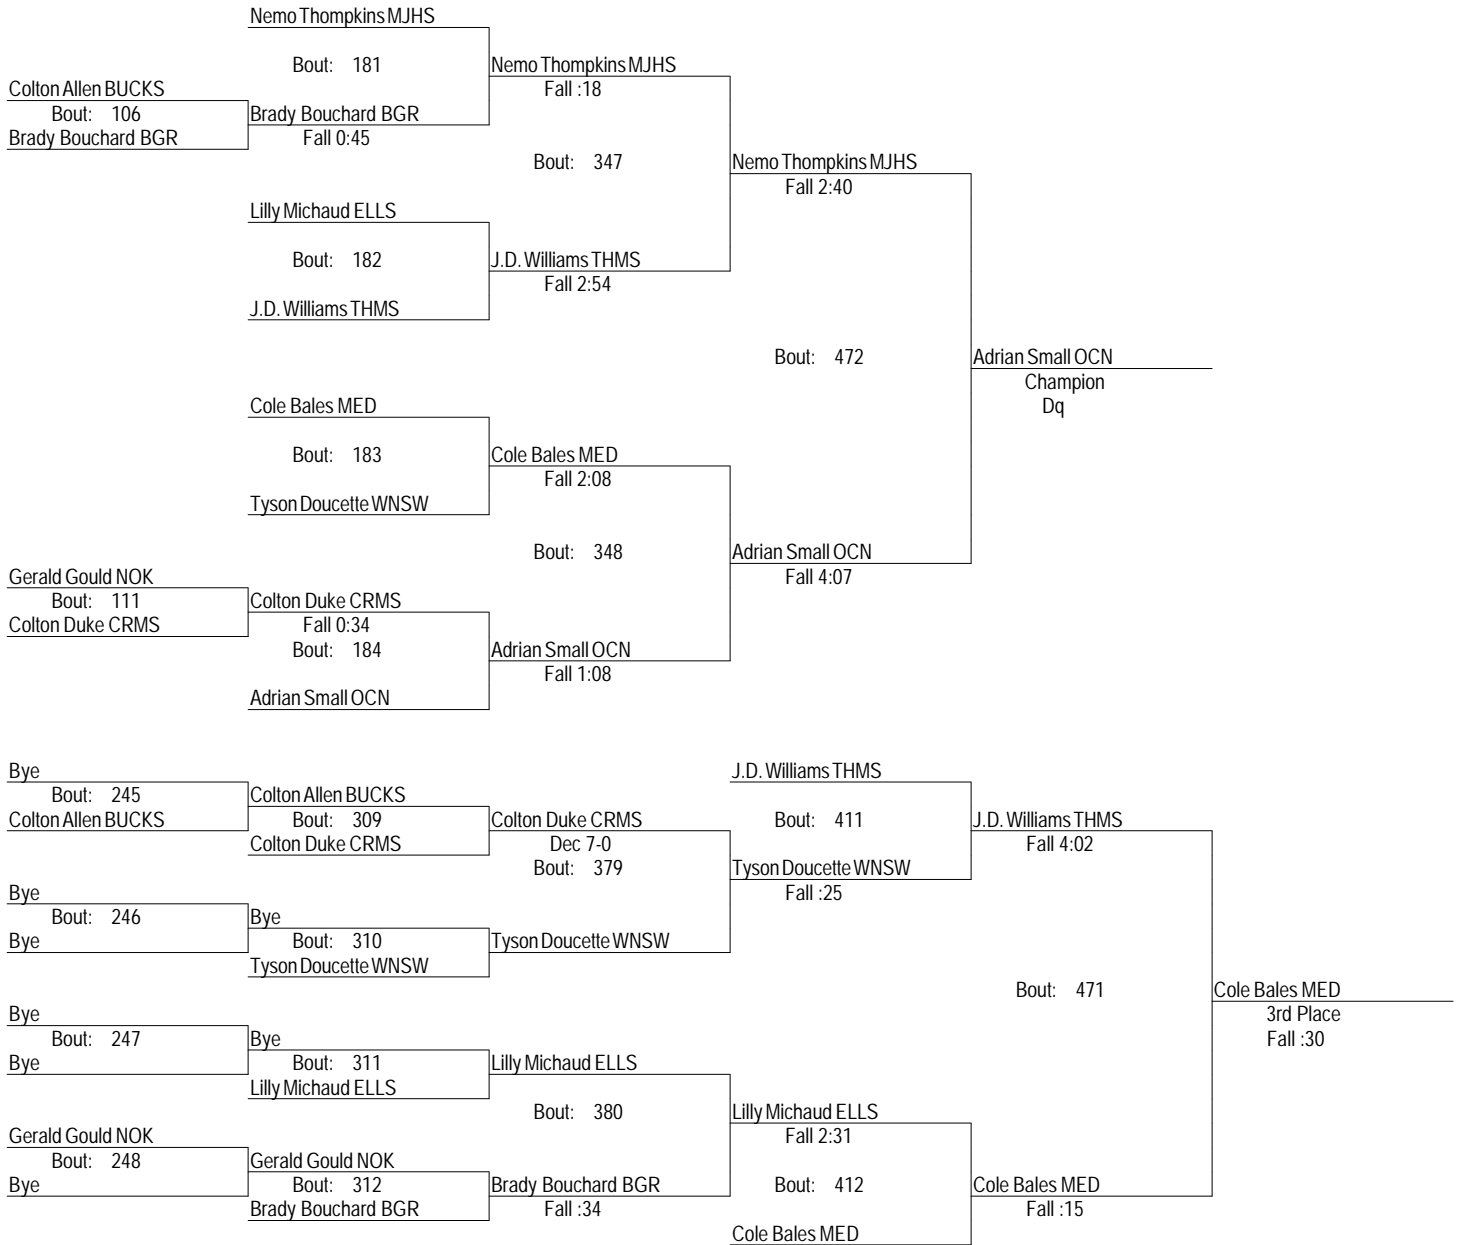 Nemo Thompkins MJHS
Bout: 181
Nemo Thompkins MJHS
Fall :18
Colton Allen BUCKS
Bout: 106
Brady Bouchard BGR
Brady Bouchard BGR
Fall 0:45
Bout: 347
Nemo Thompkins MJHS
Fall 2:40
Lilly Michaud ELLS
Bout: 182
J.D. Williams THMS
Fall 2:54
J.D. Williams THMS
Bout: 472
Adrian Small OCN
Champion
Dq
Cole Bales MED
Bout: 183
Cole Bales MED
Fall 2:08
Tyson Doucette WNSW
Bout: 348
Adrian Small OCN
Fall 4:07
Gerald Gould NOK
Bout: 111
Colton Duke CRMS
Colton Duke CRMS
Fall 0:34
Bout: 184
Adrian Small OCN
Fall 1:08
Adrian Small OCN
Bye
Bout: 245
Colton Allen BUCKS
Colton Allen BUCKS
Bout: 309
Colton Duke CRMS
Colton Duke CRMS
Dec 7-0
Bout: 379
J.D. Williams THMS
Bout: 411
J.D. Williams THMS
Fall 4:02
Tyson Doucette WNSW
Fall :25
Bye
Bout: 246
Bye
Bye
Bout: 310
Tyson Doucette WNSW
Tyson Doucette WNSW
Bout: 471
Cole Bales MED
3rd Place
Fall :30
Bye
Bout: 247
Bye
Bye
Bout: 311
Lilly Michaud ELLS
Lilly Michaud ELLS
Bout: 380
Lilly Michaud ELLS
Fall 2:31
Gerald Gould NOK
Bout: 248
Bye
Gerald Gould NOK
Bout: 312
Brady Bouchard BGR
Brady Bouchard BGR
Fall :34
Bout: 412
Cole Bales MED
Fall :15
Cole Bales MED